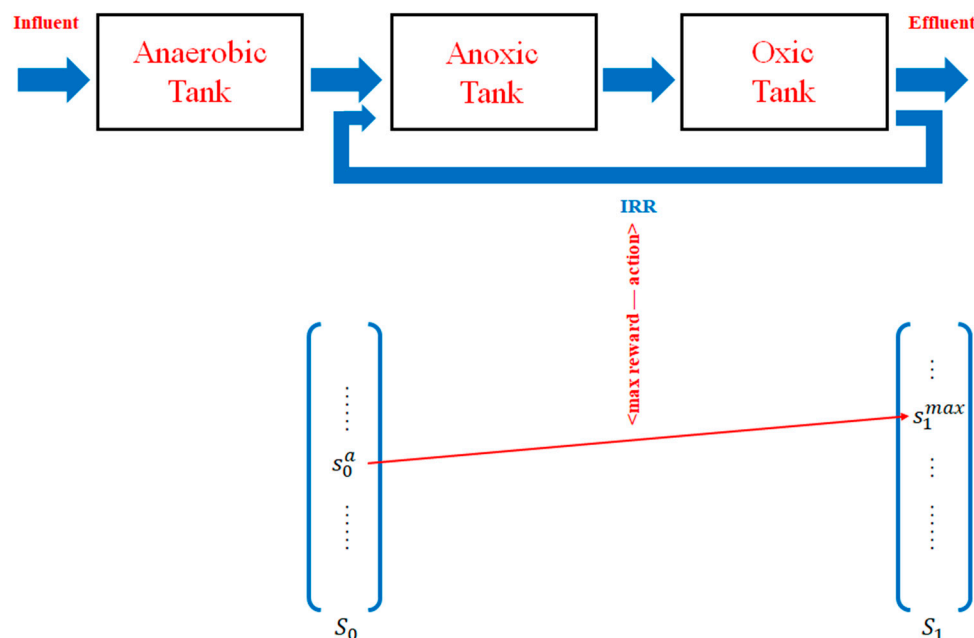 Influent
Effluent
Anaerobic
Tank
Anoxic
Tank
Oxic
Tank
IRR
<max reward — action>
⋮
⋮
s_1^{max}
s_0^a
⋮
⋮
⋮
S_0
S_1